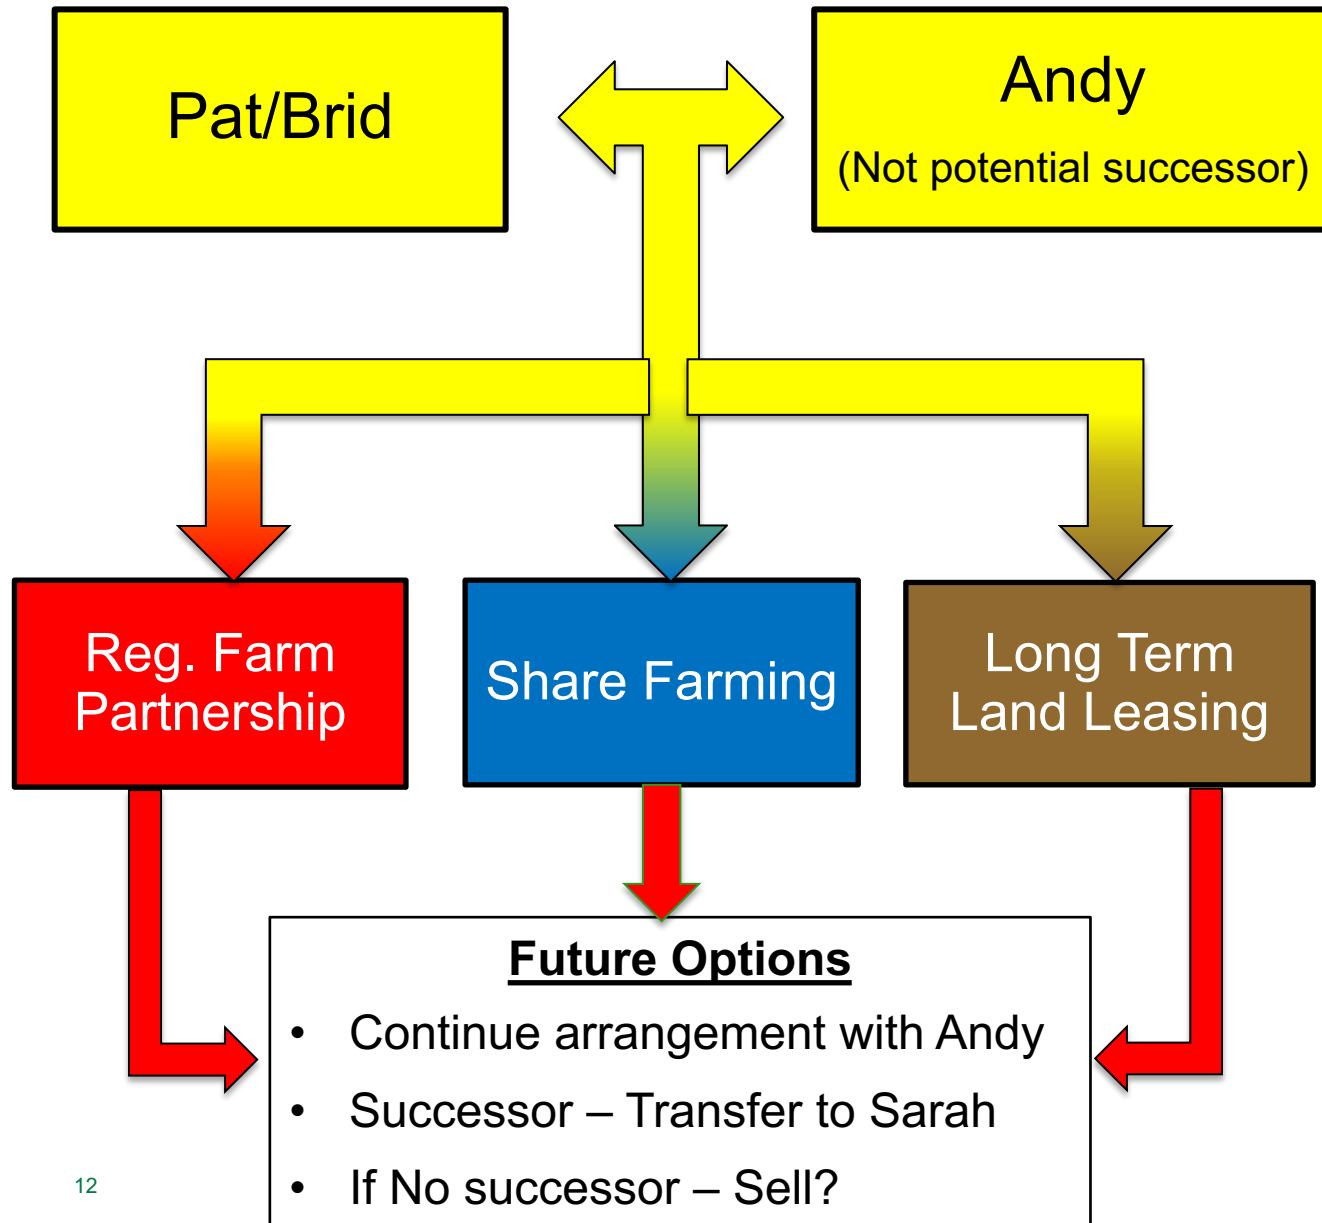 Pat/Brid
Andy
(Not potential successor)
Reg. Farm
Partnership
Share Farming
Long Term
Land Leasing
Future Options
• Continue arrangement with Andy
• Successor – Transfer to Sarah
• If No successor – Sell?
12